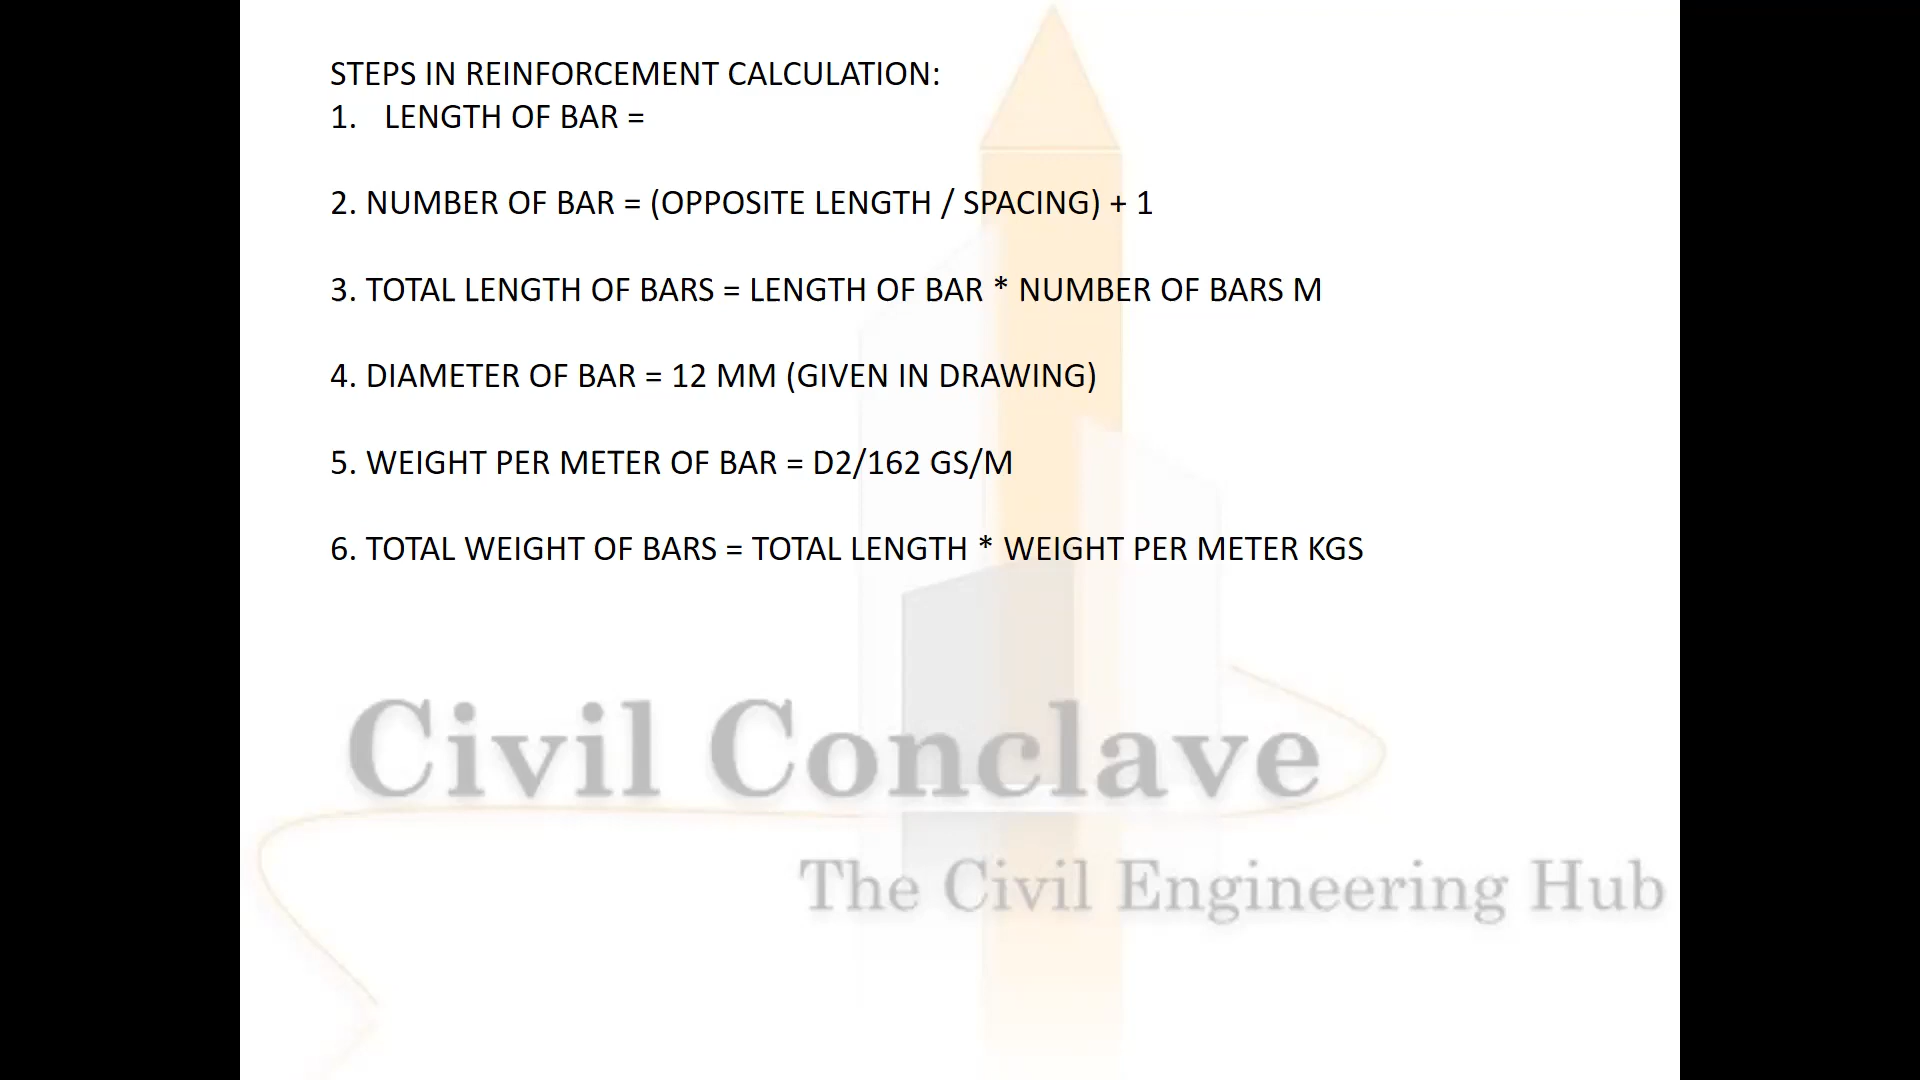 STEPS IN REINFORCEMENT CALCULATION:
1. LENGTH OF BAR =
2. NUMBER OF BAR = (OPPOSITE LENGTH / SPACING) + 1
3. TOTAL LENGTH OF BARS = LENGTH OF BAR * NUMBER OF BARS M
4. DIAMETER OF BAR = 12 MM (GIVEN IN DRAWING)
5. WEIGHT PER METER OF BAR = D2/162 GS/M
6. TOTAL WEIGHT OF BARS = TOTAL LENGTH * WEIGHT PER METER KGS
Civil Conclave
The Civil Engineering Hub